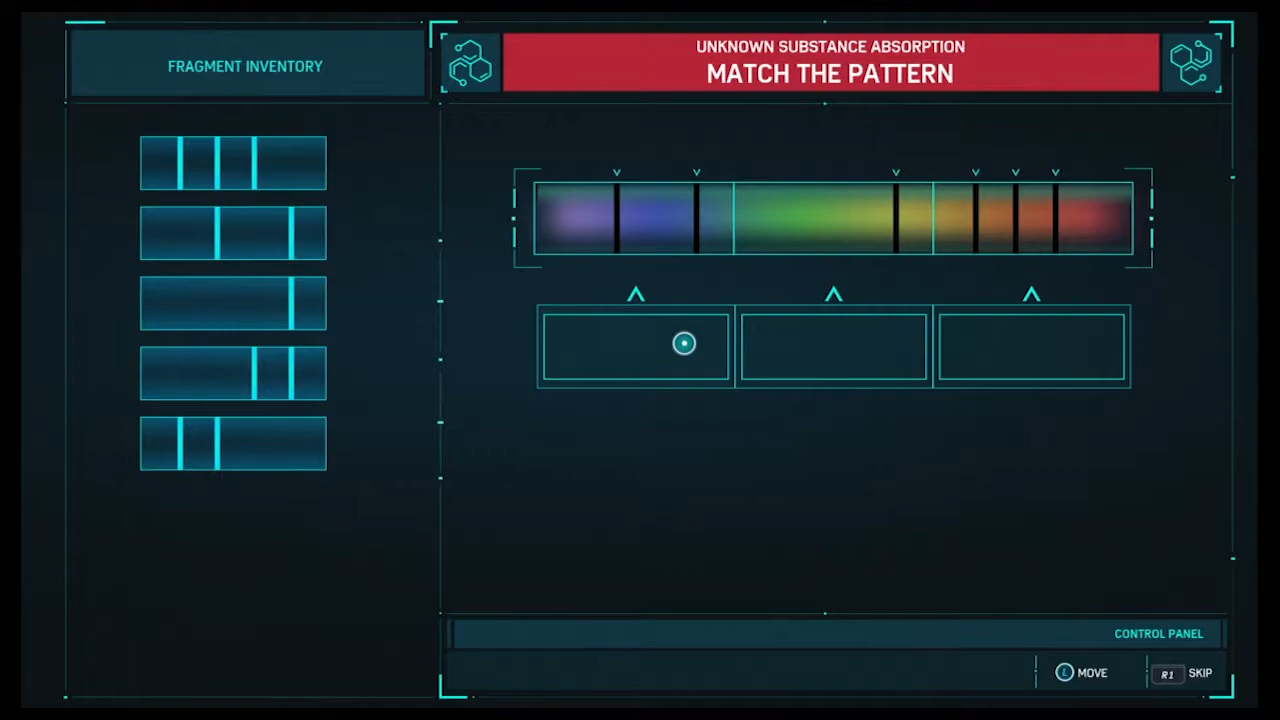 FRAGMENT INVENTORY
UNKNOWN SUBSTANCE ABSORPTION
MATCH THE PATTERN
CONTROL PANEL
L MOVE
R1 SKIP